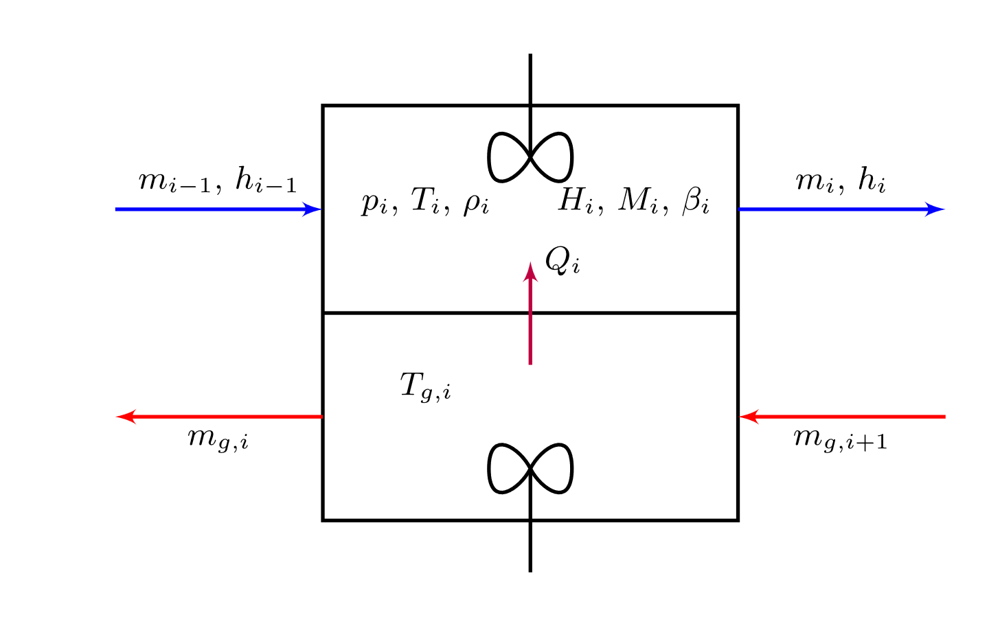 m_{i-1}, h_{i-1}
m_i, h_i
p_i, T_i, ρ_i
H_i, M_i, β_i
Q_i
T_{g,i}
m_{g,i}
m_{g,i+1}